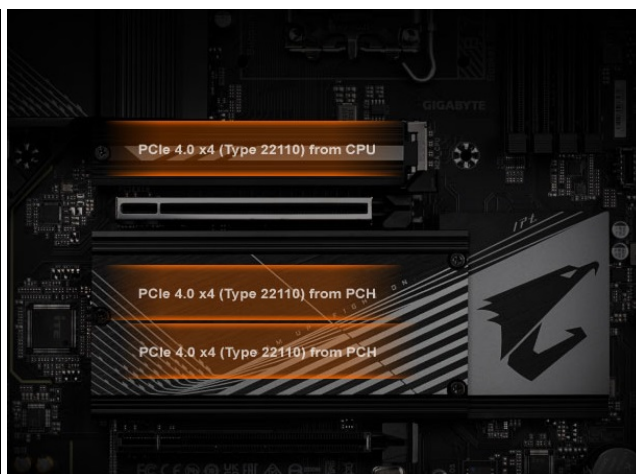 GIGABYTE
PCIe 4.0 x4 (Type 22110) from CPU
PCIe 4.0 x4 (Type 22110) from PCH
PCIe 4.0 x4 (Type 22110) from PCH